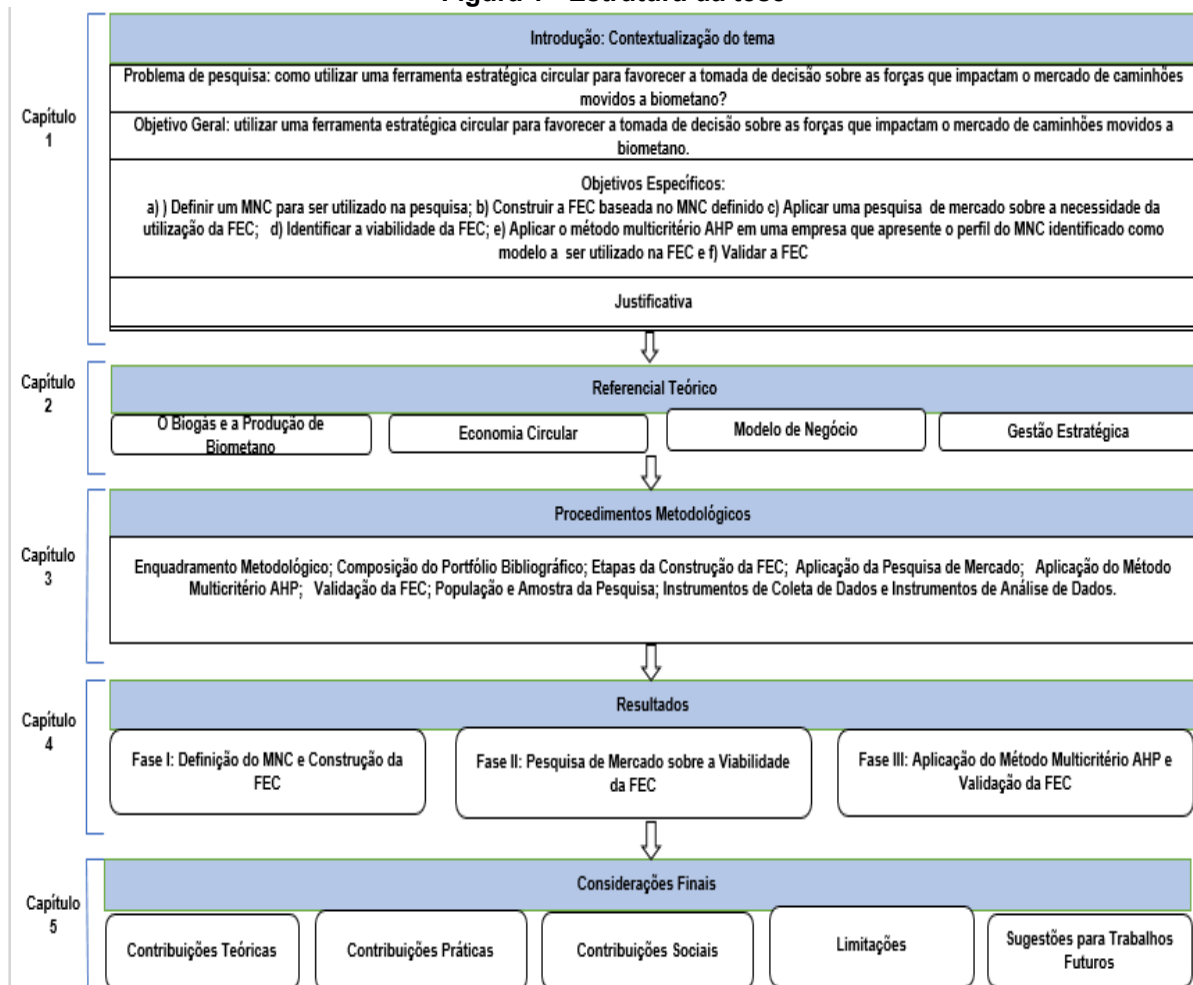 Figura 1 - Estrutura da tese
Capítulo
1
Introdução: Contextualização do tema
Problema de pesquisa: como utilizar uma ferramenta estratégica circular para favorecer a tomada de decisão sobre as forças que impactam o mercado de caminhões
movidos a biometano?
Objetivo Geral: utilizar uma ferramenta estratégica circular para favorecer a tomada de decisão sobre as forças que impactam o mercado de caminhões movidos a
biometano.
Objetivos Específicos:
a) ) Definir um MNC para ser utilizado na pesquisa; b) Construir a FEC baseada no MNC definido c) Aplicar uma pesquisa de mercado sobre a necessidade da
utilização da FEC; d) Identificar a viabilidade da FEC; e) Aplicar o método multicritério AHP em uma empresa que apresente o perfil do MNC identificado como
modelo a ser utilizado na FEC e f) Validar a FEC
Justificativa
Capítulo
2
Referencial Teórico
O Biogás e a Produção de
Biometano
Economia Circular
Modelo de Negócio
Gestão Estratégica
Capítulo
3
Procedimentos Metodológicos
Enquadramento Metodológico; Composição do Portfólio Bibliográfico; Etapas da Construção da FEC; Aplicação da Pesquisa de Mercado; Aplicação do Método
Multicritério AHP; Validação da FEC; População e Amostra da Pesquisa; Instrumentos de Coleta de Dados e Instrumentos de Análise de Dados.
Capítulo
4
Resultados
Fase I: Definição do MNC e Construção da
FEC
Fase II: Pesquisa de Mercado sobre a Viabilidade
da FEC
Fase III: Aplicação do Método Multicritério AHP e
Validação da FEC
Capítulo
5
Considerações Finais
Contribuições Teóricas
Contribuições Práticas
Contribuições Sociais
Limitações
Sugestões para Trabalhos
Futuros